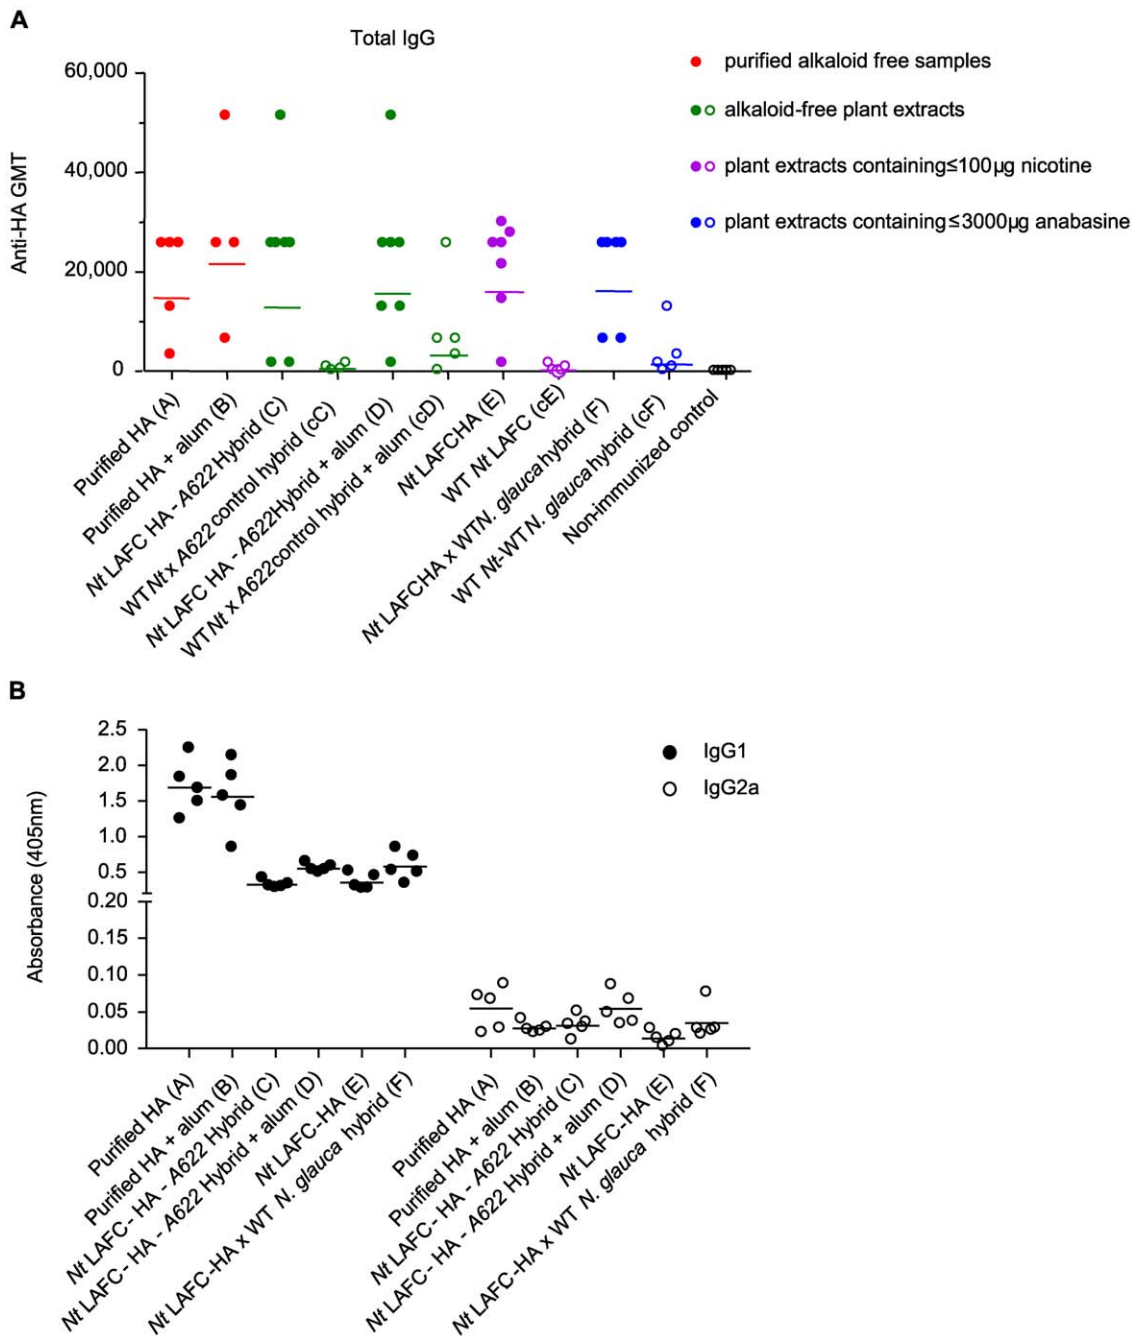 A
Total IgG
60,000
40,000
20,000
0
Anti-HA GMT
purified alkaloid free samples
alkaloid-free plant extracts
plant extracts containing≤100µg nicotine
plant extracts containing≤3000µg anabasine
Purified HA (A)
Purified HA + alum (B)
Nt LAFC HA - A622 Hybrid (C)
WT Nt x A622 control hybrid (cC)
Nt LAFC HA - A622Hybrid + alum (D)
WT Nt x A622control hybrid + alum (cD)
Nt LAFCHA (E)
WT Nt LAFC (cE)
Nt LAFCHA x WTN. glauca hybrid (F)
WT Nt-WT N. glauca hybrid (cF)
Non-immunized control
B
2.5
2.0
1.5
1.0
0.5
0.20
0.15
0.10
0.05
0.00
Absorbance (405nm)
IgG1
IgG2a
Purified HA (A)
Purified HA + alum (B)
Nt LAFC- HA - A622 Hybrid (C)
Nt LAFC- HA - A622 Hybrid + alum (D)
Nt LAFC-HA (E)
Nt LAFC-HA x WT N. glauca hybrid (F)
Purified HA (A)
Purified HA + alum (B)
Nt LAFC- HA - A622 Hybrid (C)
Nt LAFC- HA - A622 Hybrid + alum (D)
Nt LAFC-HA (E)
Nt LAFC-HA x WT N. glauca hybrid (F)